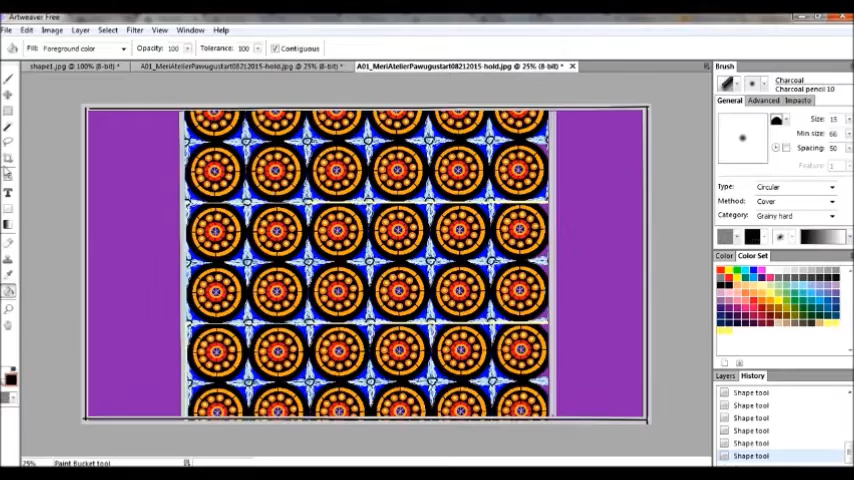 Artweaver Free
File Edit Image Layer Select Filter View Window Help
Fill: Foreground color Opacity: 100 Tolerance: 100 Contiguous
shape1.jpg @ 100% (8-bit) * A01_MeriAtelierPawugustart08212015-hold.jpg @ 25% (8-bit) * A01_MeriAtelierPawugustart08212015-hold.jpg @ 25% (8-bit) *
Brush
Charcoal
Charcoal pencil 10
General Advanced Impasto
Size: 15
Min size: 66
Spacing: 50
Feature: 1
Type: Circular
Method: Cover
Category: Grainy hard
Color Color Set
Layers History
Shape tool
Shape tool
Shape tool
Shape tool
Shape tool
Shape tool
25% Paint Bucket tool